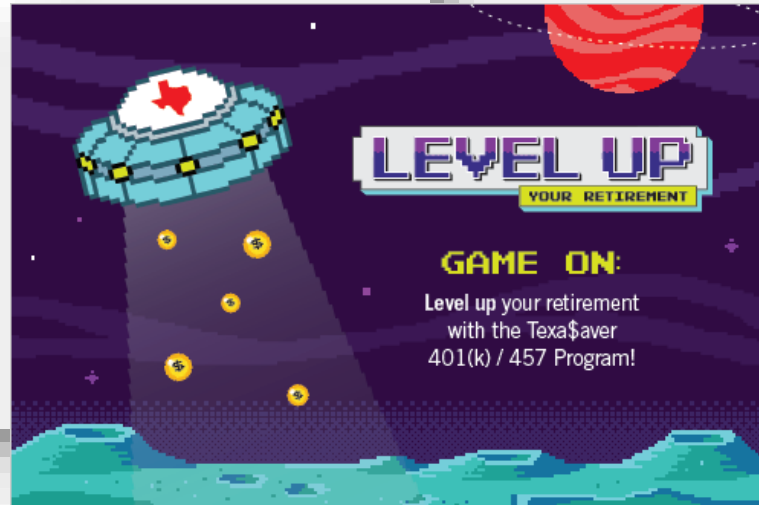 LEVEL UP
YOUR RETIREMENT
GAME ON:
Level up your retirement
with the Texa$aver
401(k) / 457 Program!
$
$
$
$
$